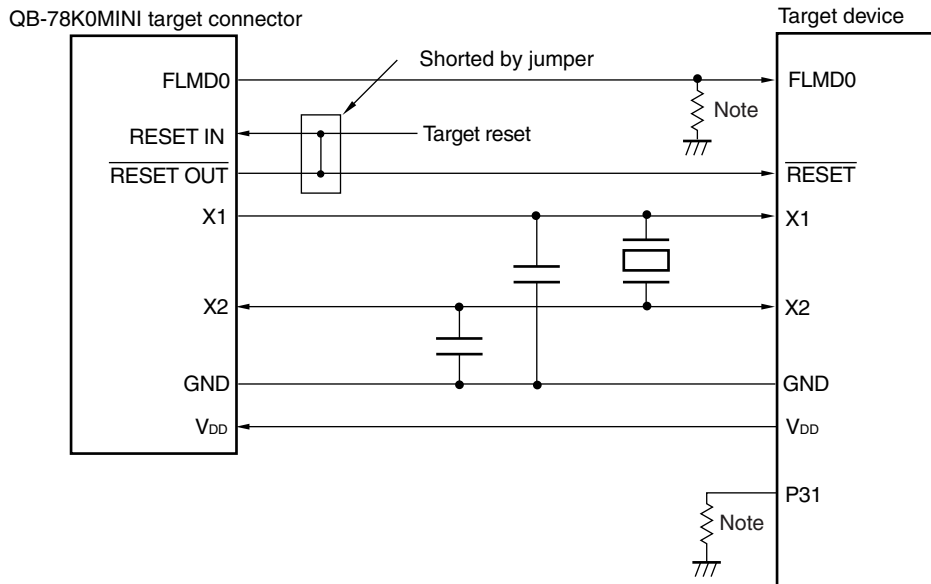 QB-78K0MINI target connector
Target device
Shorted by jumper
FLMD0
FLMD0
Note
RESET IN
Target reset
RESET OUT
RESET
X1
X1
X2
X2
GND
GND
VDD
VDD
P31
Note